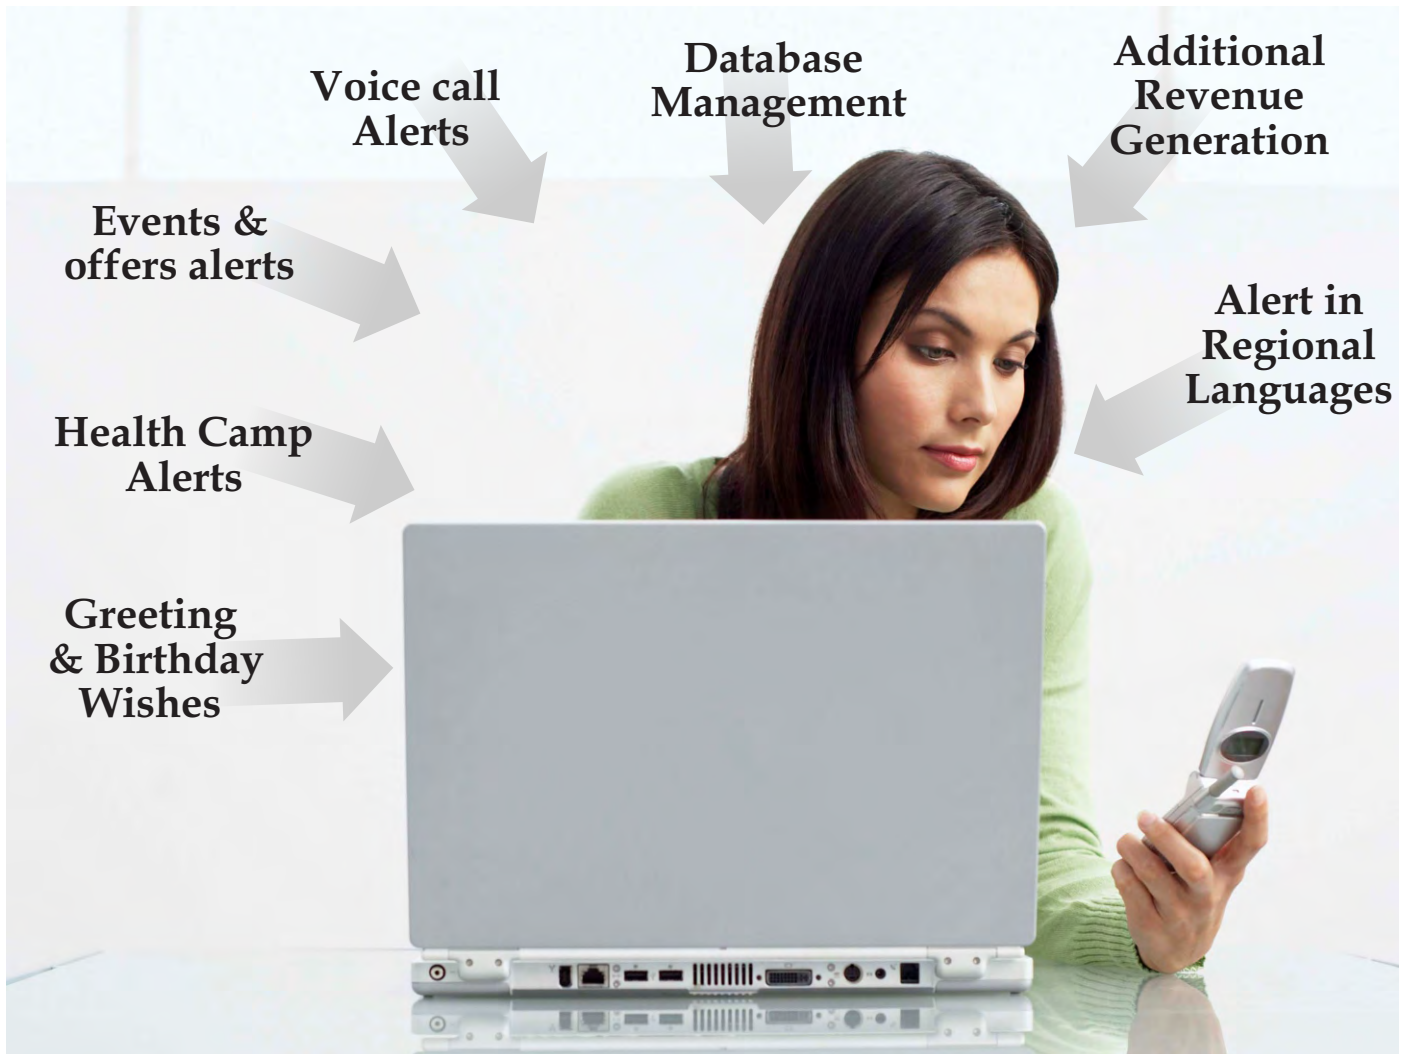 Voice call
Alerts
Database
Management
Additional
Revenue
Generation
Events &
offers alerts
Alert in
Regional
Languages
Health Camp
Alerts
Greeting
& Birthday
Wishes